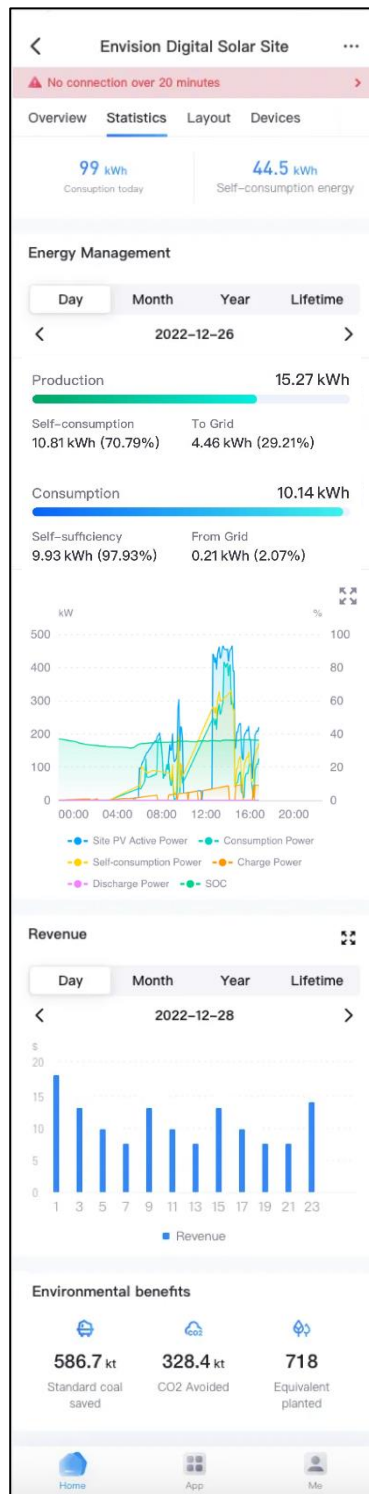 Envision Digital Solar Site
No connection over 20 minutes
Overview Statistics Layout Devices
99 kWh 44.5 kWh
Consuption today Self-consumption energy
Energy Management
Day Month Year Lifetime
2022-12-26
Production 15.27 kWh
Self-consumption To Grid
10.81 kWh (70.79%) 4.46 kWh (29.21%)
Consumption 10.14 kWh
Self-sufficiency From Grid
9.93 kWh (97.93%) 0.21 kWh (2.07%)
kW %
500 100
400 80
300 60
200 40
100 20
0 0
00:00 04:00 08:00 12:00 16:00 20:00
Site PV Active Power Consumption Power
Self-consumption Power Charge Power
Discharge Power SOC
Revenue
Day Month Year Lifetime
2022-12-28
$
20
15
10
5
0
1 3 5 7 9 11 13 15 17 19 21 23
Revenue
Environmental benefits
CO2
586.7 kt 328.4 kt 718
Standard coal CO2 Avoided Equivalent
saved planted
Home App Me